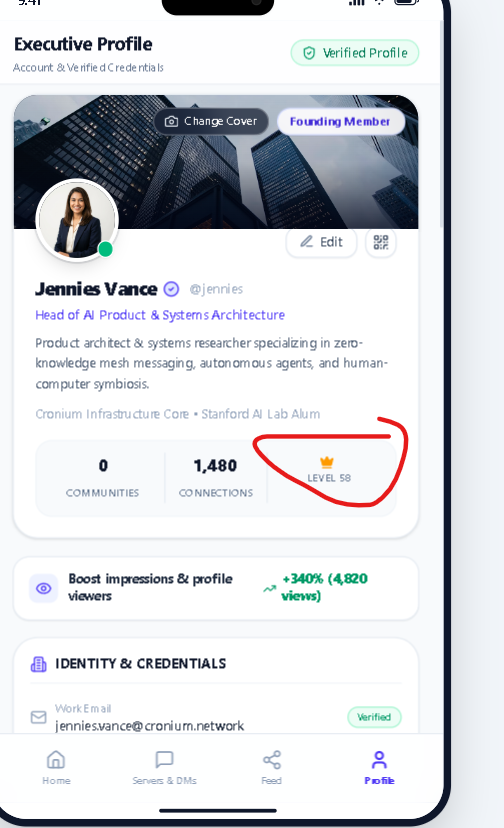 9:41
Executive Profile
Verified Profile
Account & Verified Credentials
Change Cover
Founding Member
Edit
Jennies Vance @jennies
Head of AI Product & Systems Architecture
Product architect & systems researcher specializing in zero-
knowledge mesh messaging, autonomous agents, and human-
computer symbiosis.
Cronium Infrastructure Core • Stanford AI Lab Alum
0
COMMUNITIES
1,480
CONNECTIONS
LEVEL 58
Boost impressions & profile
viewers
+340% (4,820
views)
IDENTITY & CREDENTIALS
Work Email
jennies.vance@cronium.network
Verified
Home
Servers & DMs
Feed
Profile